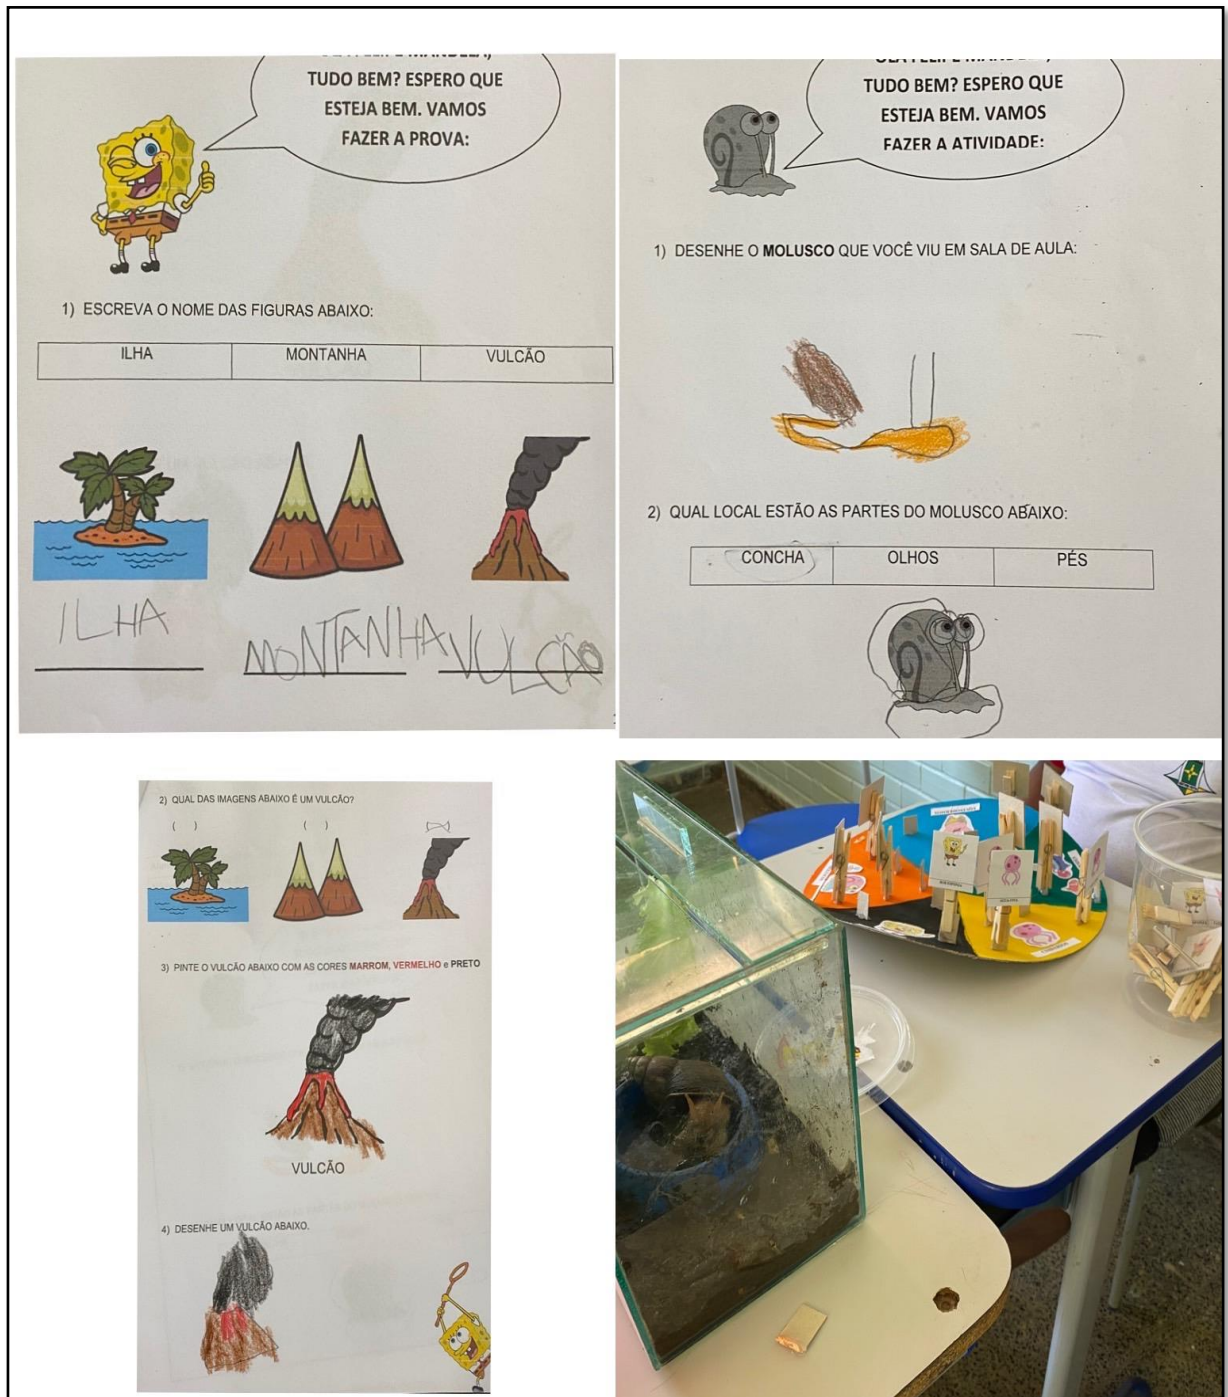 TUDO BEM? ESPERO QUE
ESTEJA BEM. VAMOS
FAZER A PROVA:
1) ESCREVA O NOME DAS FIGURAS ABAIXO:
ILHA MONTANHA VULCÃO
ILHA MONTANHA VULCÃO
TUDO BEM? ESPERO QUE
ESTEJA BEM. VAMOS
FAZER A ATIVIDADE:
1) DESENHE O MOLUSCO QUE VOCÊ VIU EM SALA DE AULA:
2) QUAL LOCAL ESTÃO AS PARTES DO MOLUSCO ABAIXO:
CONCHA OLHOS PÉS
2) QUAL DAS IMAGENS ABAIXO É UM VULCÃO?
( ) ( )
3) PINTE O VULCÃO ABAIXO COM AS CORES MARROM, VERMELHO e PRETO
VULCÃO
4) DESENHE UM VULCÃO ABAIXO.